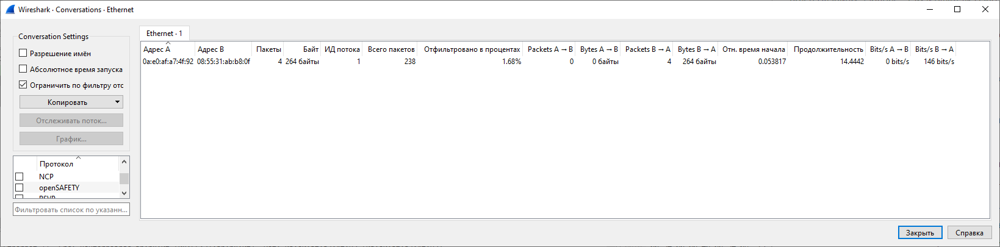 Wireshark · Conversations · Ethernet
Conversation Settings
Разрешение имён
Абсолютное время запуска
Ограничить по фильтру отс
Копировать
Отслеживать поток...
График...
Протокол
NCP
openSAFETY
RSVP
Фильтровать список по указанн...
Ethernet · 1
Адрес A Адрес B Пакеты Байт ИД потока Всего пакетов Отфильтровано в процентах Packets A → B Bytes A → B Packets B → A Bytes B → A Отн. время начала Продолжительность Bits/s A → B Bits/s B → A
0a:e0:af:a7:4f:92 08:55:31:ab:b8:0f 4 264 байты 1 238 1.68% 0 0 байты 4 264 байты 0.053817 14.4442 0 bits/s 146 bits/s
Закрыть Справка